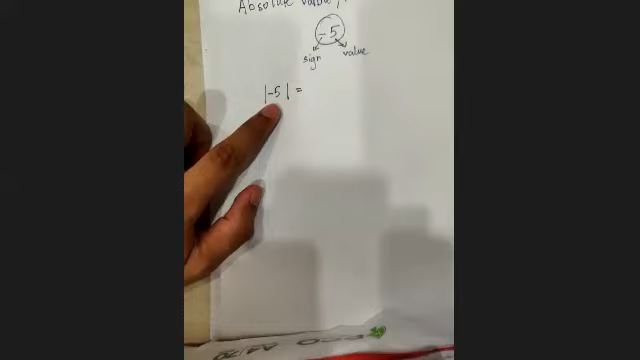 Absolute value
-5
sign value
|-5| =